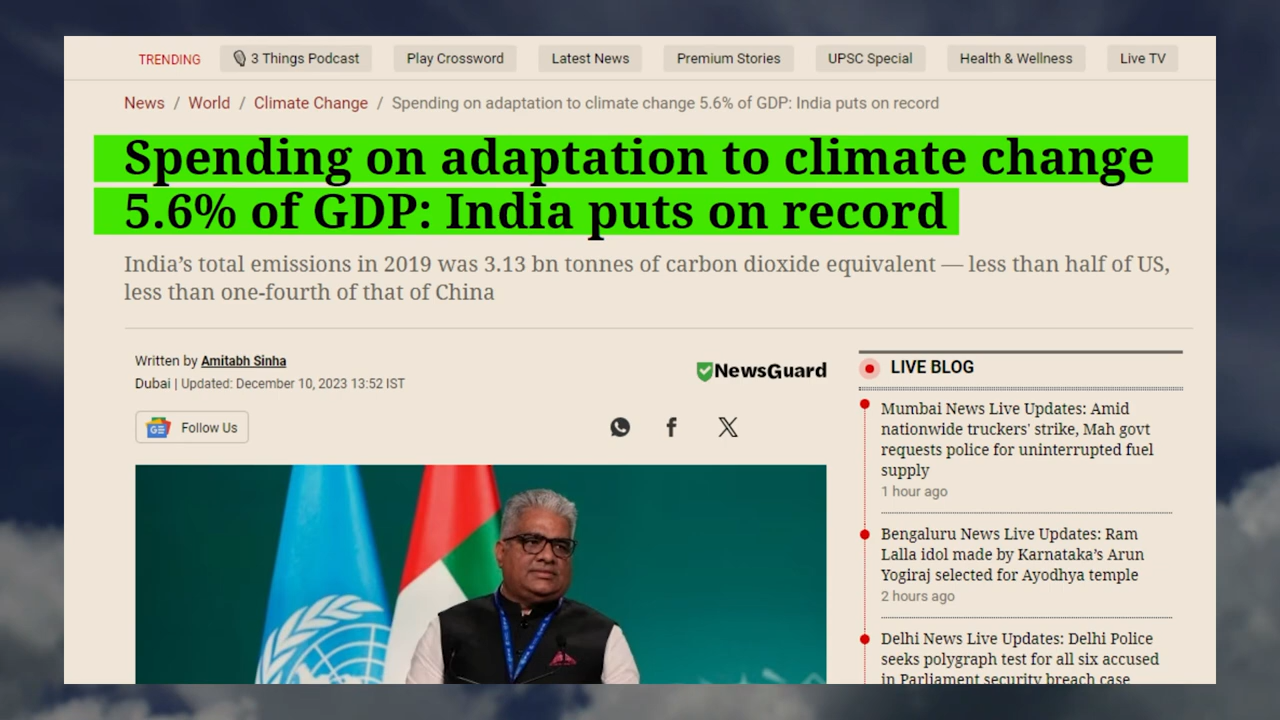 TRENDING
3 Things Podcast
Play Crossword
Latest News
Premium Stories
UPSC Special
Health & Wellness
Live TV
News / World / Climate Change / Spending on adaptation to climate change 5.6% of GDP: India puts on record
Spending on adaptation to climate change
5.6% of GDP: India puts on record
India’s total emissions in 2019 was 3.13 bn tonnes of carbon dioxide equivalent — less than half of US,
less than one-fourth of that of China
Written by Amitabh Sinha
Dubai | Updated: December 10, 2023 13:52 IST
NewsGuard
GE Follow Us
LIVE BLOG
Mumbai News Live Updates: Amid
nationwide truckers' strike, Mah govt
requests police for uninterrupted fuel
supply
1 hour ago
Bengaluru News Live Updates: Ram
Lalla idol made by Karnataka’s Arun
Yogiraj selected for Ayodhya temple
2 hours ago
Delhi News Live Updates: Delhi Police
seeks polygraph test for all six accused
in Parliament security breach case